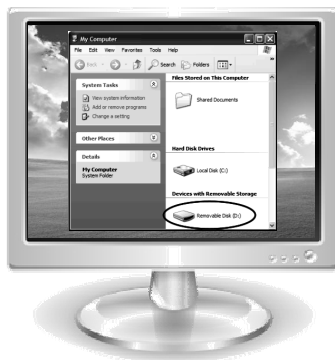 My Computer
File Edit View Favorites Tools Help
Back Search Folders
System Tasks
View system information
Add or remove programs
Change a setting
Other Places
Details
My Computer
System Folder
Files Stored on This Computer
Shared Documents
Hard Disk Drives
Local Disk (C:)
Devices with Removable Storage
Removable Disk (D:)